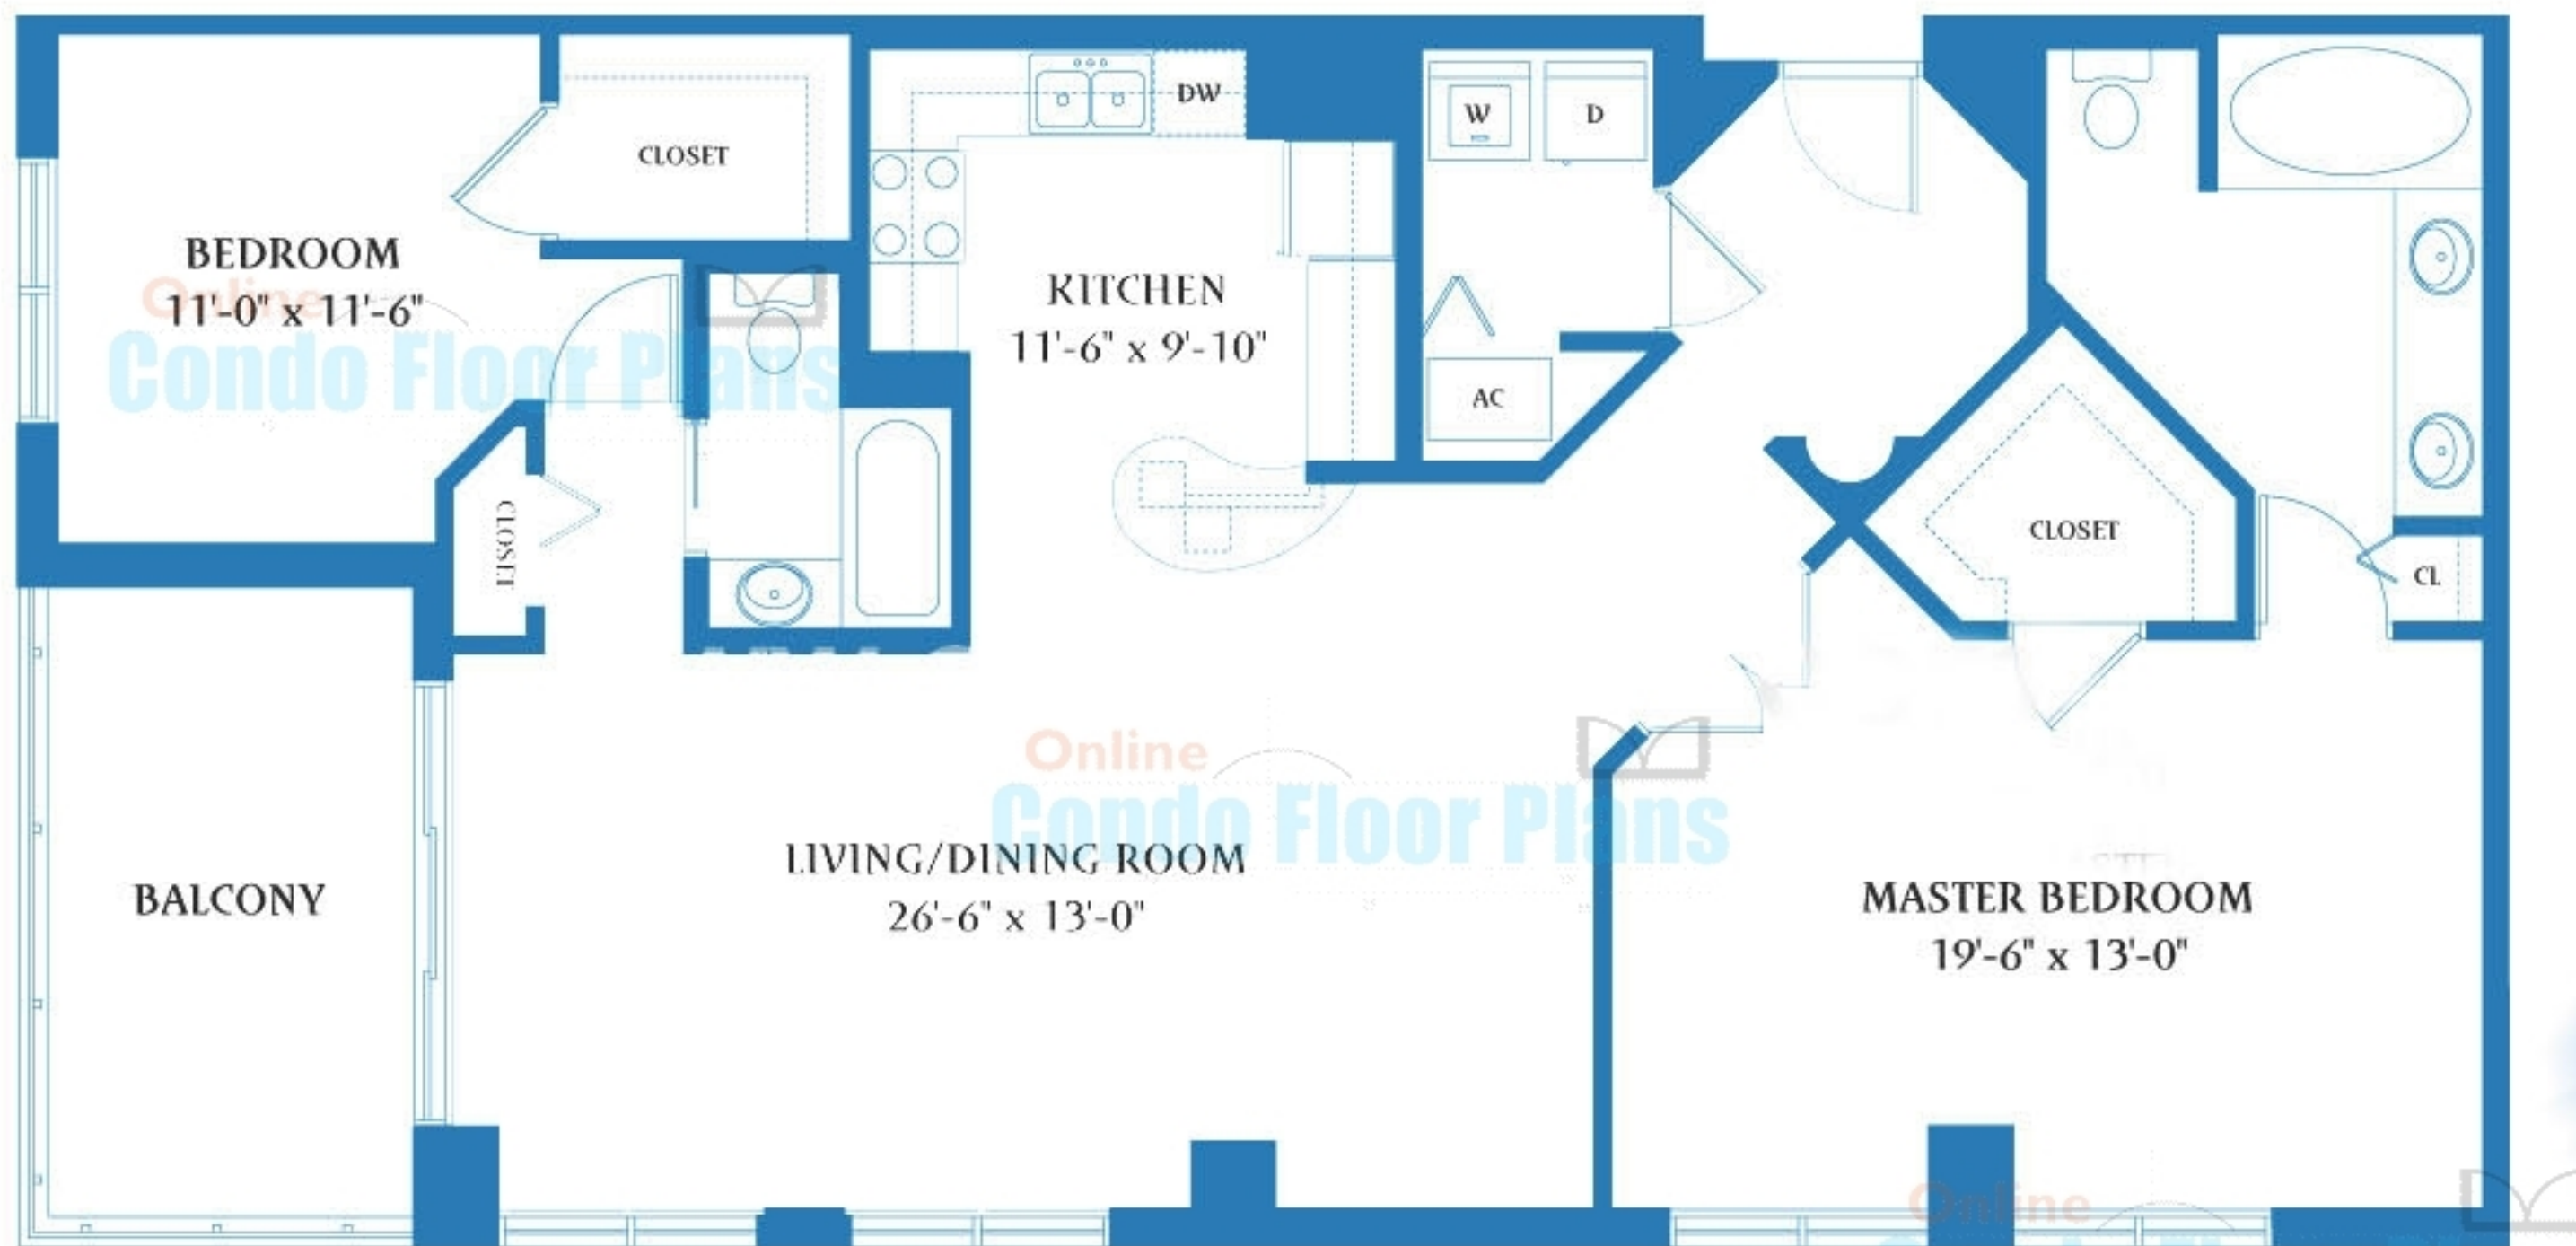 BEDROOM
11'-0" x 11'-6"
CLOSET
DW
KITCHEN
11'-6" x 9'-10"
W
D
AC
CLOSET
CLOSET
CL
BALCONY
LIVING/DINING ROOM
26'-6" x 13'-0"
MASTER BEDROOM
19'-6" x 13'-0"
Online
Condo Floor Plans
Online
Condo Floor Plans
Online